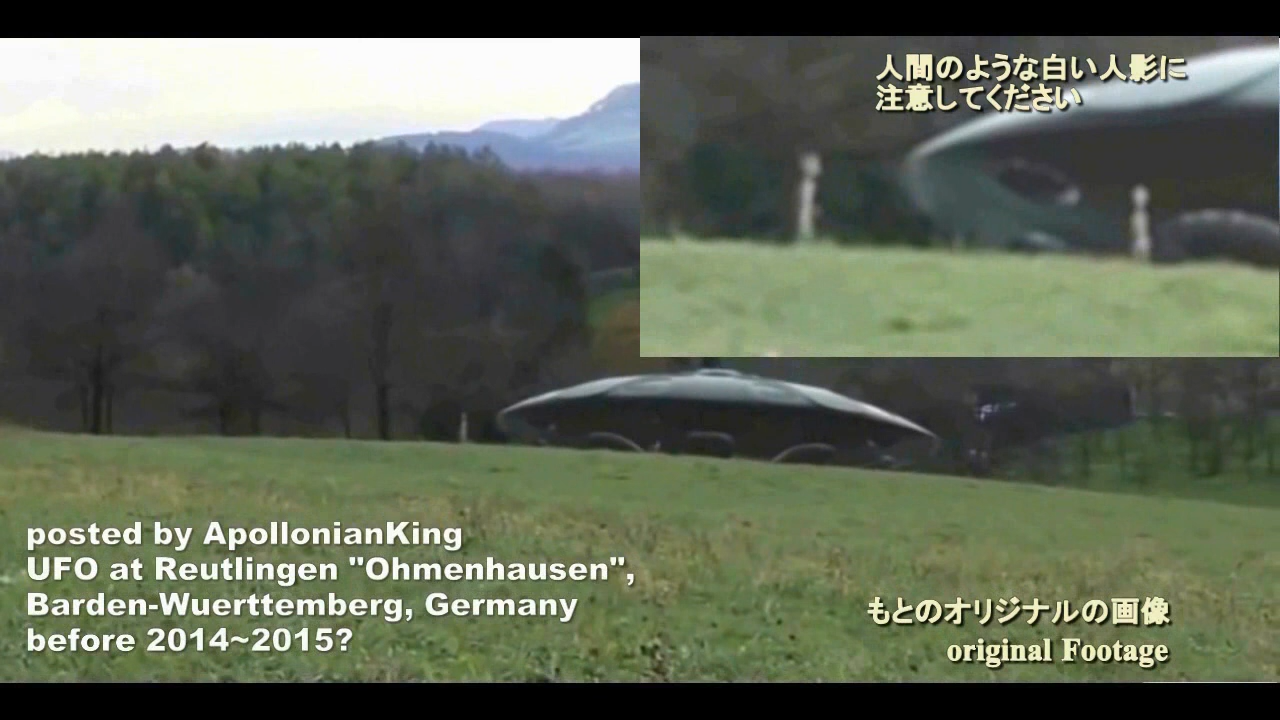 人間のような白い人影に
注意してください
posted by ApollonianKing
UFO at Reutlingen "Ohmenhausen",
Barden-Wuerttemberg, Germany
before 2014~2015?
もとのオリジナルの画像
original Footage